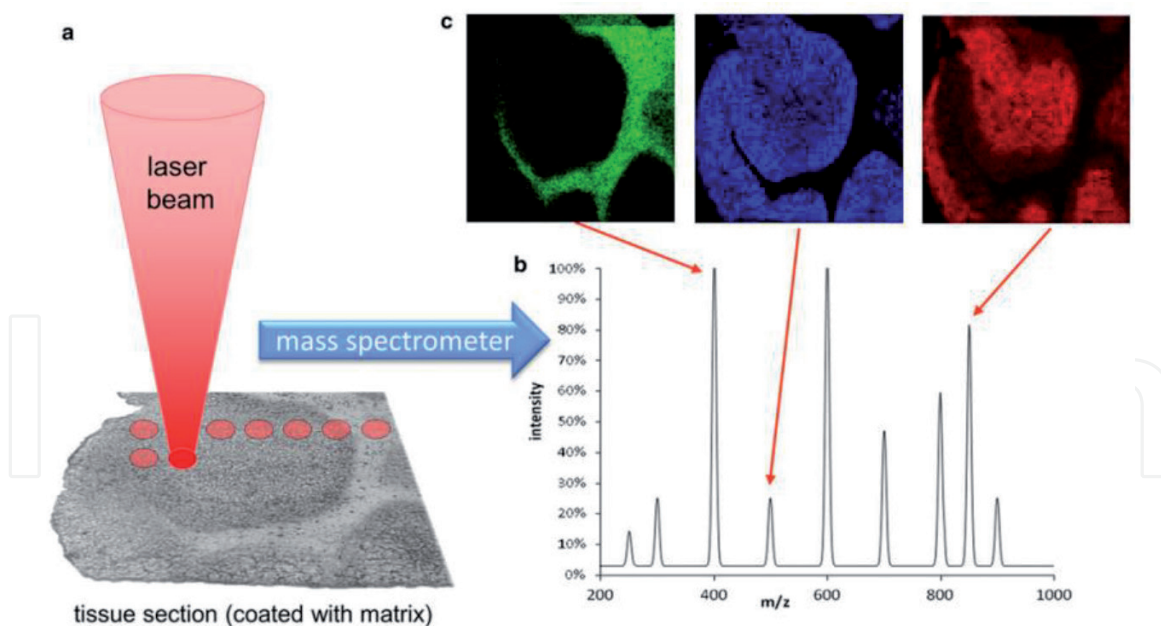 a
laser
beam
mass spectrometer
tissue section (coated with matrix)
c
b
100%
90%
80%
70%
60%
50%
40%
30%
20%
10%
0%
intensity
200 400 600 800 1000
m/z